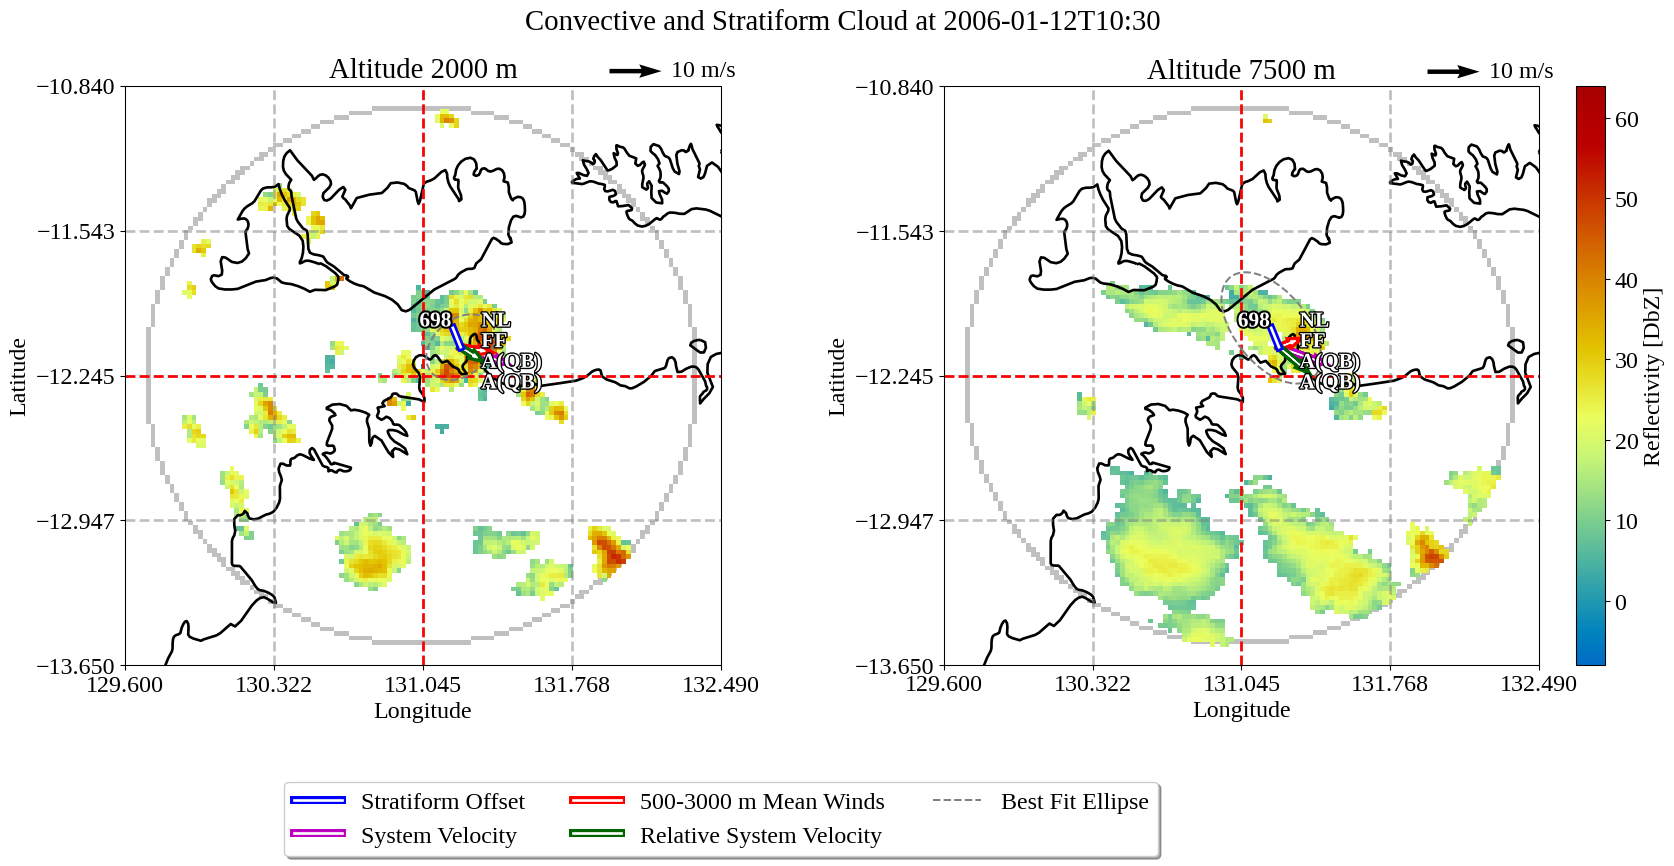 Convective and Stratiform Cloud at 2006-01-12T10:30
Altitude 2000 m
10 m/s
Altitude 7500 m
10 m/s
−10.840
−11.543
−12.245
−12.947
−13.650
129.600
130.322
131.045
131.768
132.490
Longitude
Latitude
698
NL
FF
A(QB)
A(QB)
−10.840
−11.543
−12.245
−12.947
−13.650
129.600
130.322
131.045
131.768
132.490
Longitude
Latitude
698
NL
FF
A(QB)
A(QB)
60
50
40
30
20
10
0
Reflectivity [DbZ]
Stratiform Offset
System Velocity
500-3000 m Mean Winds
Relative System Velocity
Best Fit Ellipse